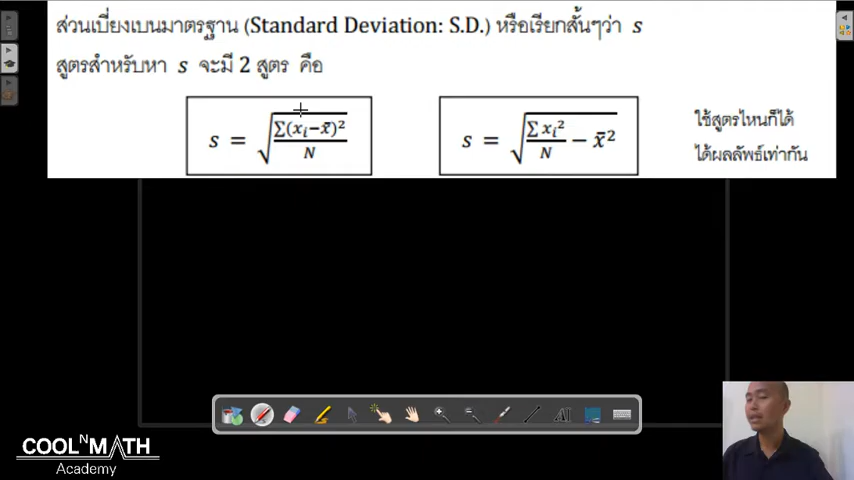 ส่วนเบี่ยงเบนมาตรฐาน (Standard Deviation: S.D.) หรือเรียกสั้นๆว่า s
สูตรสำหรับหา s จะมี 2 สูตร คือ
s = √(∑(xᵢ−x̄)²/N)
s = √(∑xᵢ²/N − x̄²)
ใช้สูตรไหนก็ได้
ได้ผลลัพธ์เท่ากัน
A
COOL N MATH
Academy